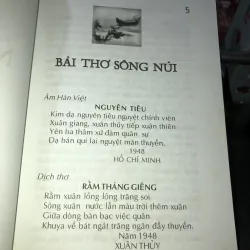 5
BÀI THƠ SÔNG NÚI
Âm Hán Việt
NGUYÊN TIÊU
Kim dạ nguyên tiêu nguyệt chính viên
Xuân giang, xuân thủy tiếp xuân thiên
Yên ba thâm xứ đàm quân sự
Dạ bán qui lai nguyệt mãn thuyền.
1948
HỒ CHÍ MINH
Dịch thơ
RẰM THÁNG GIÊNG
Rằm xuân lồng lộng trăng soi
Sông xuân nước lẫn màu trời thêm xuân
Giữa dòng bàn bạc việc quân
Khuya về bát ngát trăng ngân đầy thuyền.
Năm 1948
XUÂN THỦY